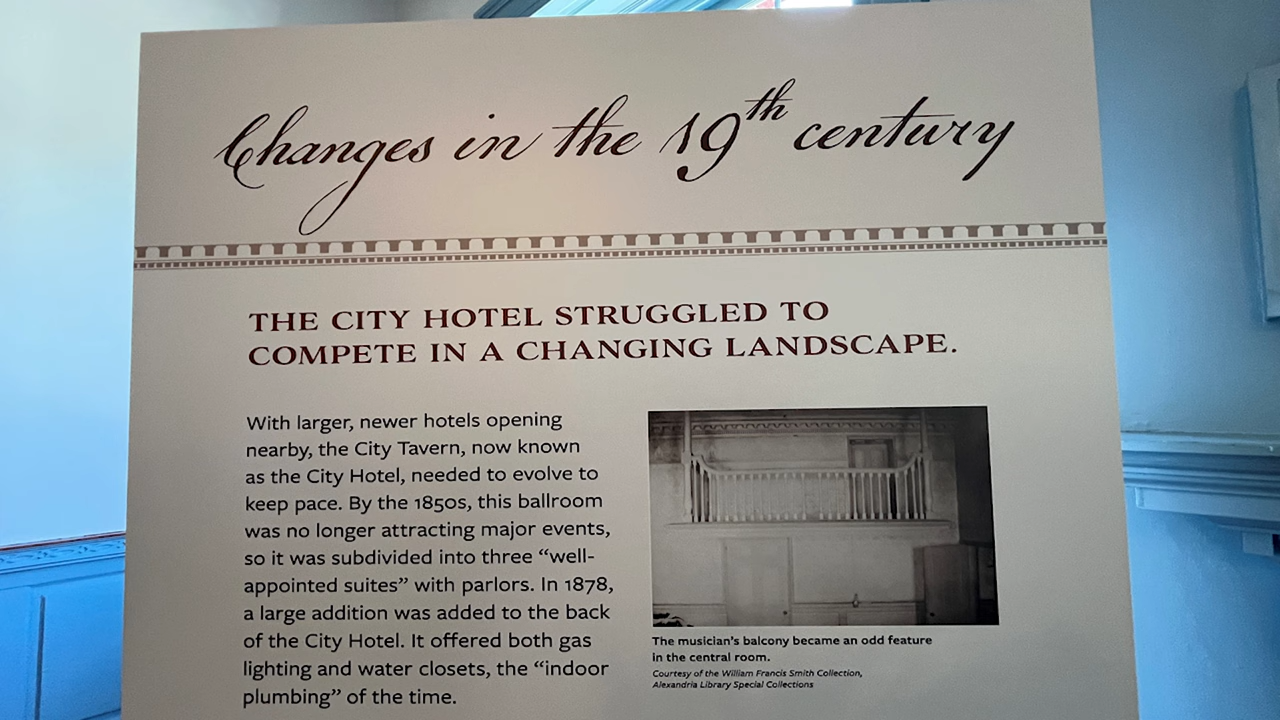 Changes in the 19th century
THE CITY HOTEL STRUGGLED TO
COMPETE IN A CHANGING LANDSCAPE.
With larger, newer hotels opening
nearby, the City Tavern, now known
as the City Hotel, needed to evolve to
keep pace. By the 1850s, this ballroom
was no longer attracting major events,
so it was subdivided into three “well-
appointed suites” with parlors. In 1878,
a large addition was added to the back
of the City Hotel. It offered both gas
lighting and water closets, the “indoor
plumbing” of the time.
The musician’s balcony became an odd feature
in the central room.
Courtesy of the William Francis Smith Collection,
Alexandria Library Special Collections